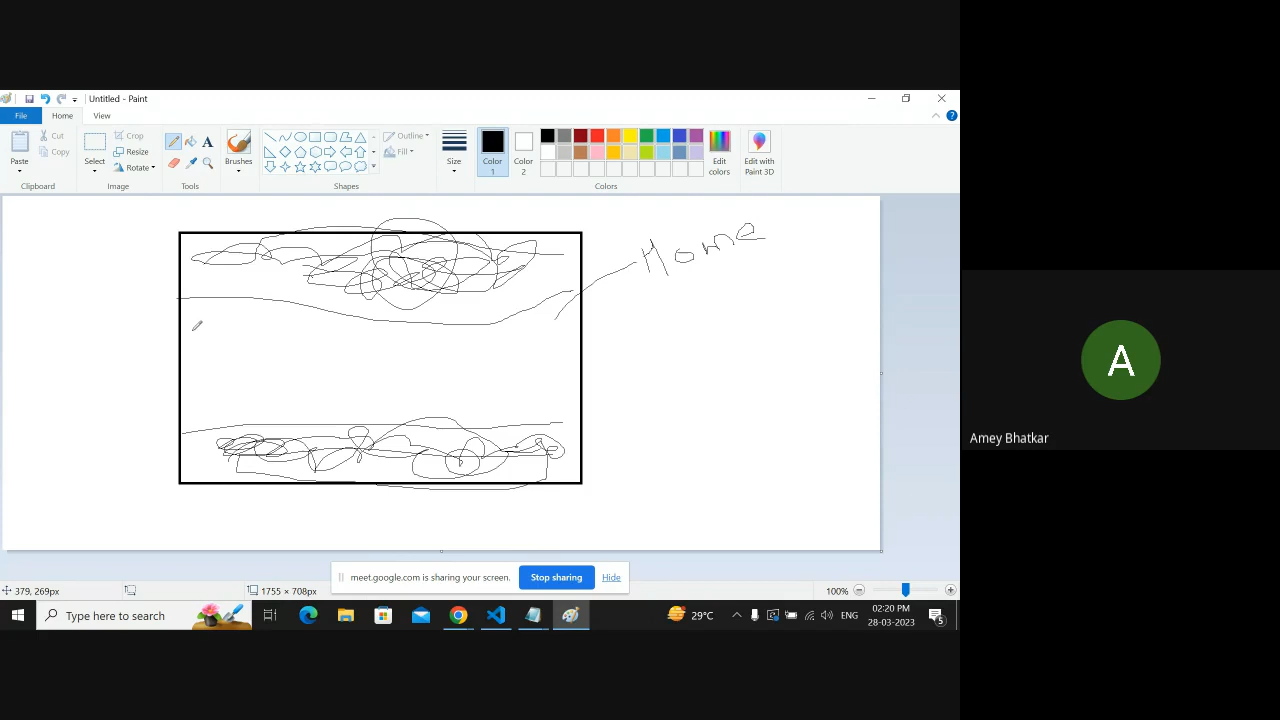 Untitled - Paint
File Home View
Paste
Cut
Copy
Clipboard
Select
Crop
Resize
Rotate
Image
A
Tools
Brushes
Shapes
Outline
Fill
Size
Color 1
Color 2
Edit colors
Edit with Paint 3D
Colors
Home
A
Amey Bhatkar
meet.google.com is sharing your screen. Stop sharing Hide
379, 269px 1755 × 708px 100%
Type here to search 29°C ENG 02:20 PM 28-03-2023 5